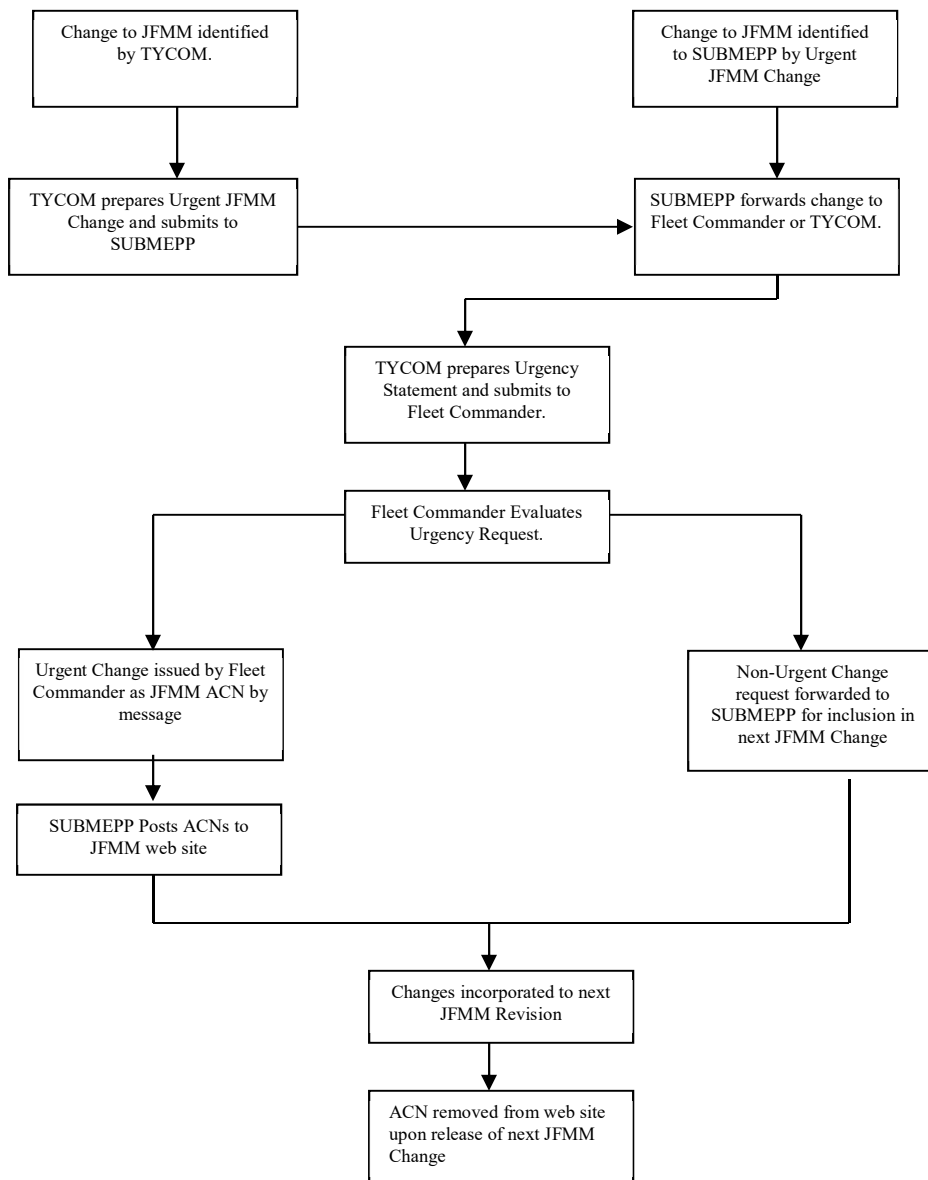 Change to JFMM identified
by TYCOM.
Change to JFMM identified
to SUBMEPP by Urgent
JFMM Change
TYCOM prepares Urgent JFMM
Change and submits to
SUBMEPP
SUBMEPP forwards change to
Fleet Commander or TYCOM.
TYCOM prepares Urgency
Statement and submits to
Fleet Commander.
Fleet Commander Evaluates
Urgency Request.
Urgent Change issued by Fleet
Commander as JFMM ACN by
message
Non-Urgent Change
request forwarded to
SUBMEPP for inclusion in
next JFMM Change
SUBMEPP Posts ACNs to
JFMM web site
Changes incorporated to next
JFMM Revision
ACN removed from web site
upon release of next JFMM
Change